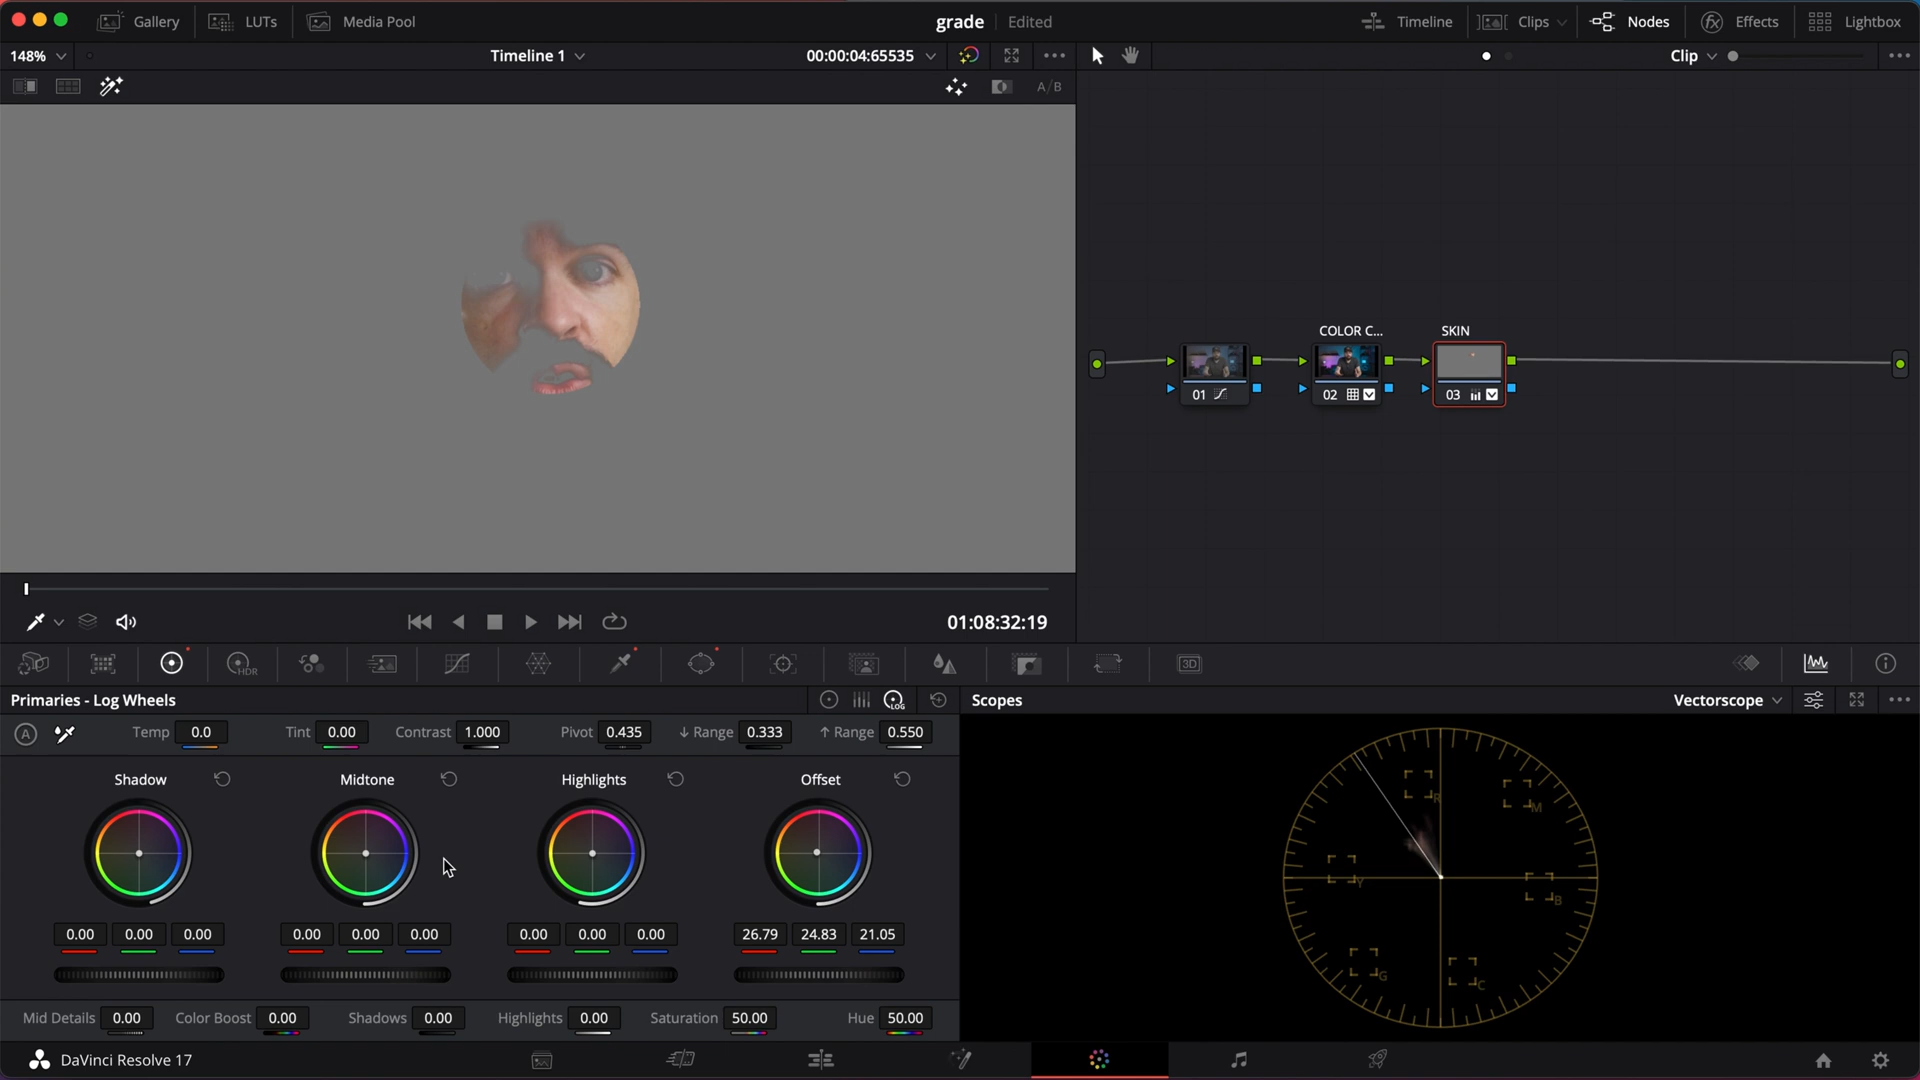 Gallery LUTs Media Pool grade Edited Timeline Clips Nodes Effects Lightbox
148% Timeline 1 00:00:04:65535 Clip
A/B
COLOR C... SKIN
01 02 03
01:08:32:19
HDR 3D
Primaries - Log Wheels LOG Scopes Vectorscope
A Temp 0.0 Tint 0.00 Contrast 1.000 Pivot 0.435 ↓ Range 0.333 ↑ Range 0.550
Shadow Midtone Highlights Offset
R M
Y B
G C
0.00 0.00 0.00 0.00 0.00 0.00 0.00 0.00 0.00 26.79 24.83 21.05
Mid Details 0.00 Color Boost 0.00 Shadows 0.00 Highlights 0.00 Saturation 50.00 Hue 50.00
DaVinci Resolve 17